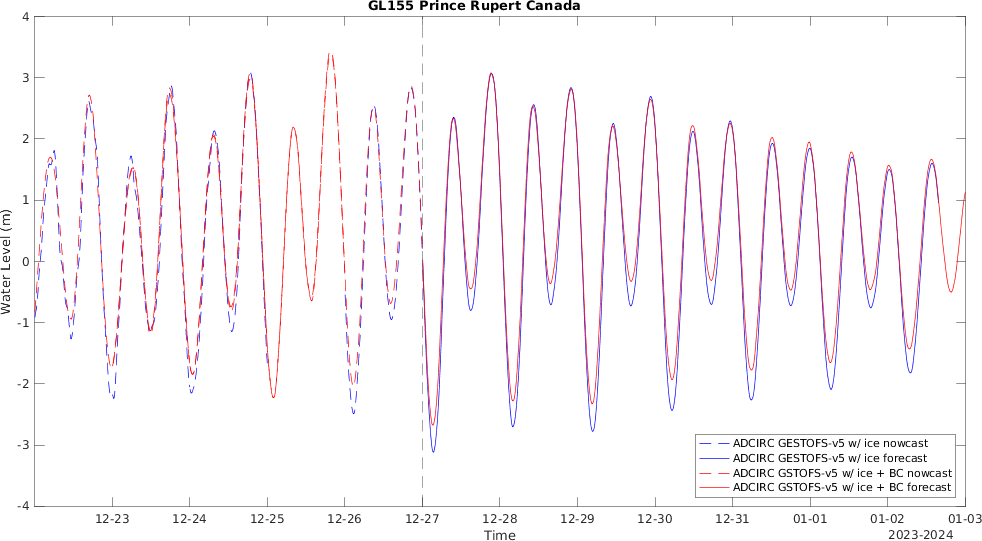 GL155 Prince Rupert Canada
4
3
2
1
0
-1
-2
-3
-4
Water Level (m)
ADCIRC GESTOFS-v5 w/ ice nowcast
ADCIRC GESTOFS-v5 w/ ice forecast
ADCIRC GSTOFS-v5 w/ ice + BC nowcast
ADCIRC GSTOFS-v5 w/ ice + BC forecast
12-23 12-24 12-25 12-26 12-27 12-28 12-29 12-30 12-31 01-01 01-02 01-03
Time
2023-2024